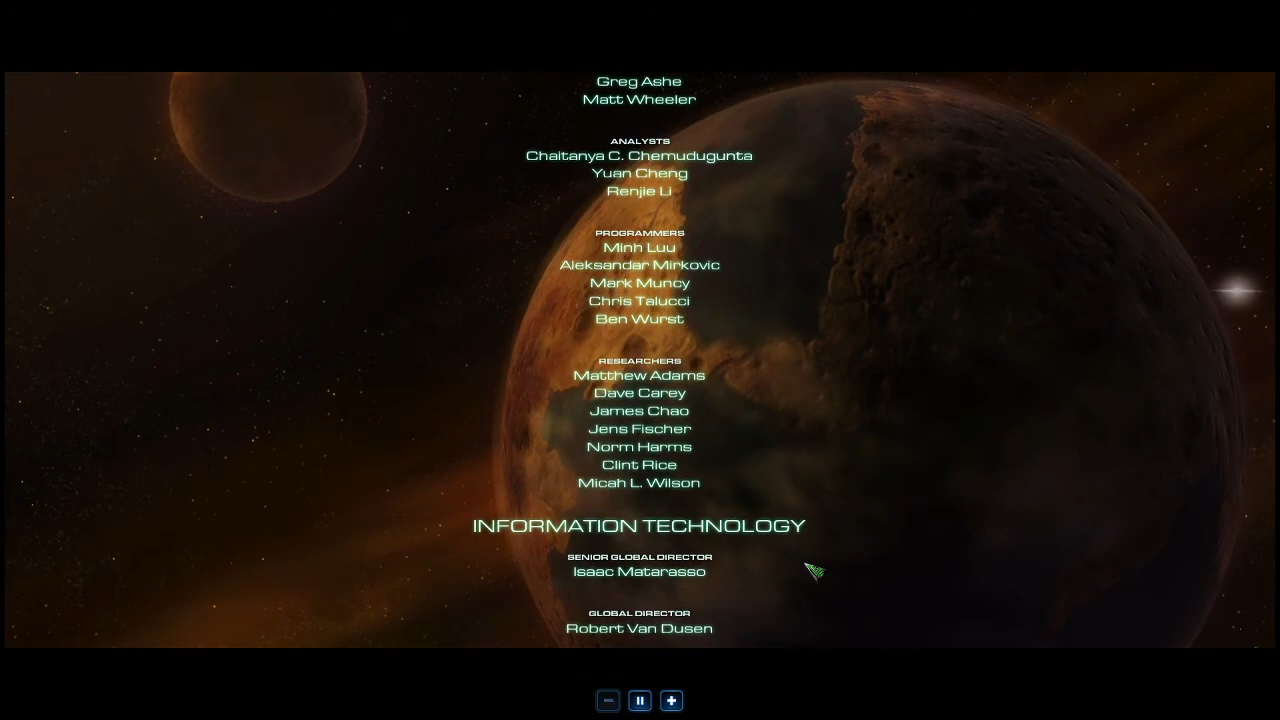 Greg Ashe
Matt Wheeler
ANALYSTS
Chaitanya C. Chemudugunta
Yuan Cheng
Renjie Li
PROGRAMMERS
Minh Luu
Aleksandar Mirkovic
Mark Muncy
Chris Talucci
Ben Wurst
RESEARCHERS
Matthew Adams
Dave Carey
James Chao
Jens Fischer
Norm Harms
Clint Rice
Micah L. Wilson
INFORMATION TECHNOLOGY
SENIOR GLOBAL DIRECTOR
Isaac Matarasso
GLOBAL DIRECTOR
Robert Van Dusen